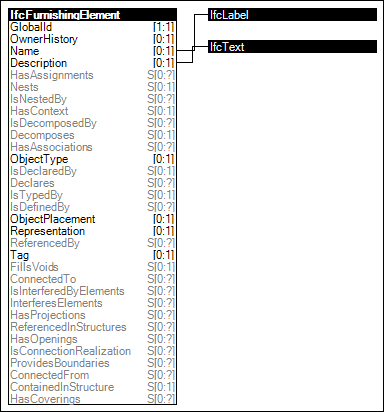 IfcFurnishingElement
GlobalId [1:1]
OwnerHistory [0:1]
Name [0:1]
Description [0:1]
HasAssignments S[0:?]
Nests S[0:1]
IsNestedBy S[0:?]
HasContext S[0:1]
IsDecomposedBy S[0:?]
Decomposes S[0:1]
HasAssociations S[0:?]
ObjectType [0:1]
IsDeclaredBy S[0:1]
Declares S[0:?]
IsTypedBy S[0:1]
IsDefinedBy S[0:?]
ObjectPlacement [0:1]
Representation [0:1]
ReferencedBy S[0:?]
Tag [0:1]
FillsVoids S[0:1]
ConnectedTo S[0:?]
IsInterferedByElements S[0:?]
InterferesElements S[0:?]
HasProjections S[0:?]
ReferencedInStructures S[0:?]
HasOpenings S[0:?]
IsConnectionRealization S[0:?]
ProvidesBoundaries S[0:?]
ConnectedFrom S[0:?]
ContainedInStructure S[0:1]
HasCoverings S[0:?]
IfcLabel
IfcText